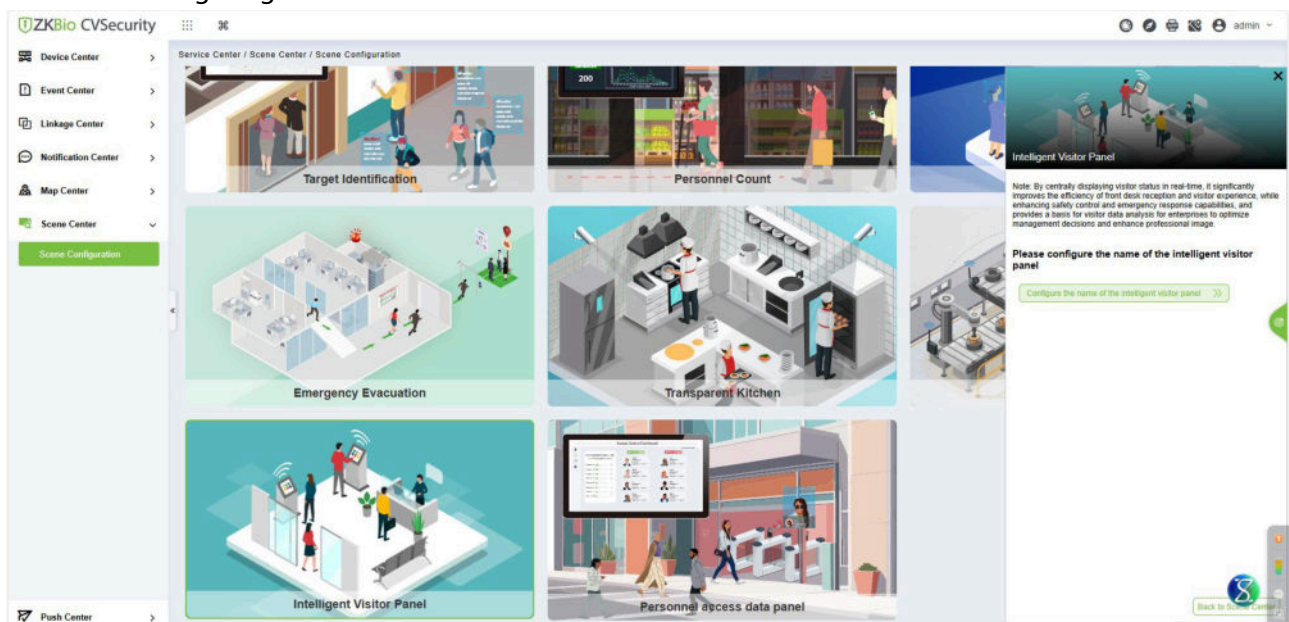 ZKBio CVSecurity
admin
Device Center
Event Center
Linkage Center
Notification Center
Map Center
Scene Center
Scene Configuration
Push Center
Service Center / Scene Center / Scene Configuration
200
Target Identification
Personnel Count
Emergency Evacuation
Transparent Kitchen
Intelligent Visitor Panel
Personnel access data panel
Intelligent Visitor Panel
Note: By centrally displaying visitor status in real-time, it significantly
improves the efficiency of front desk reception and visitor experience, while
enhancing safety control and emergency response capabilities, and
provides a basis for visitor data analysis for enterprises to optimize
management decisions and enhance professional image.
Please configure the name of the intelligent visitor
panel
Configure the name of the intelligent visitor panel
Back to Scene Center